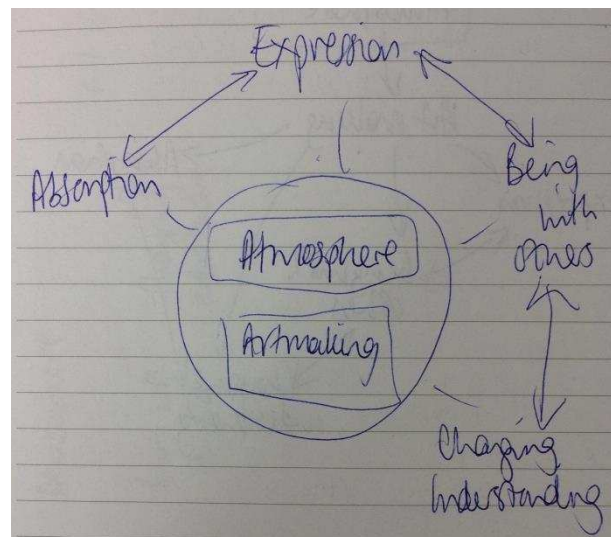 Expression
Absorption
Being
with
others
Atmosphere
Artmaking
Changing
Understanding